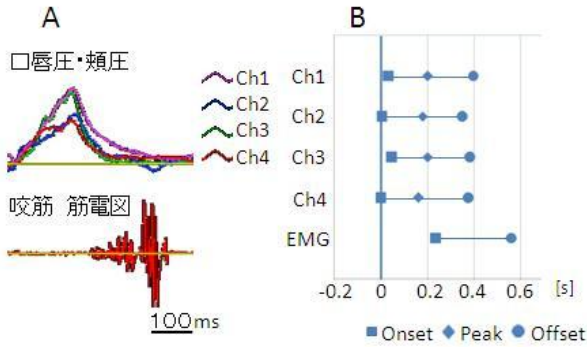 A
口唇圧・頬圧
Ch1
Ch2
Ch3
Ch4
咬筋 筋電図
100ms
B
Ch1
Ch2
Ch3
Ch4
EMG
-0.2 0 0.2 0.4 0.6 [s]
Onset Peak Offset